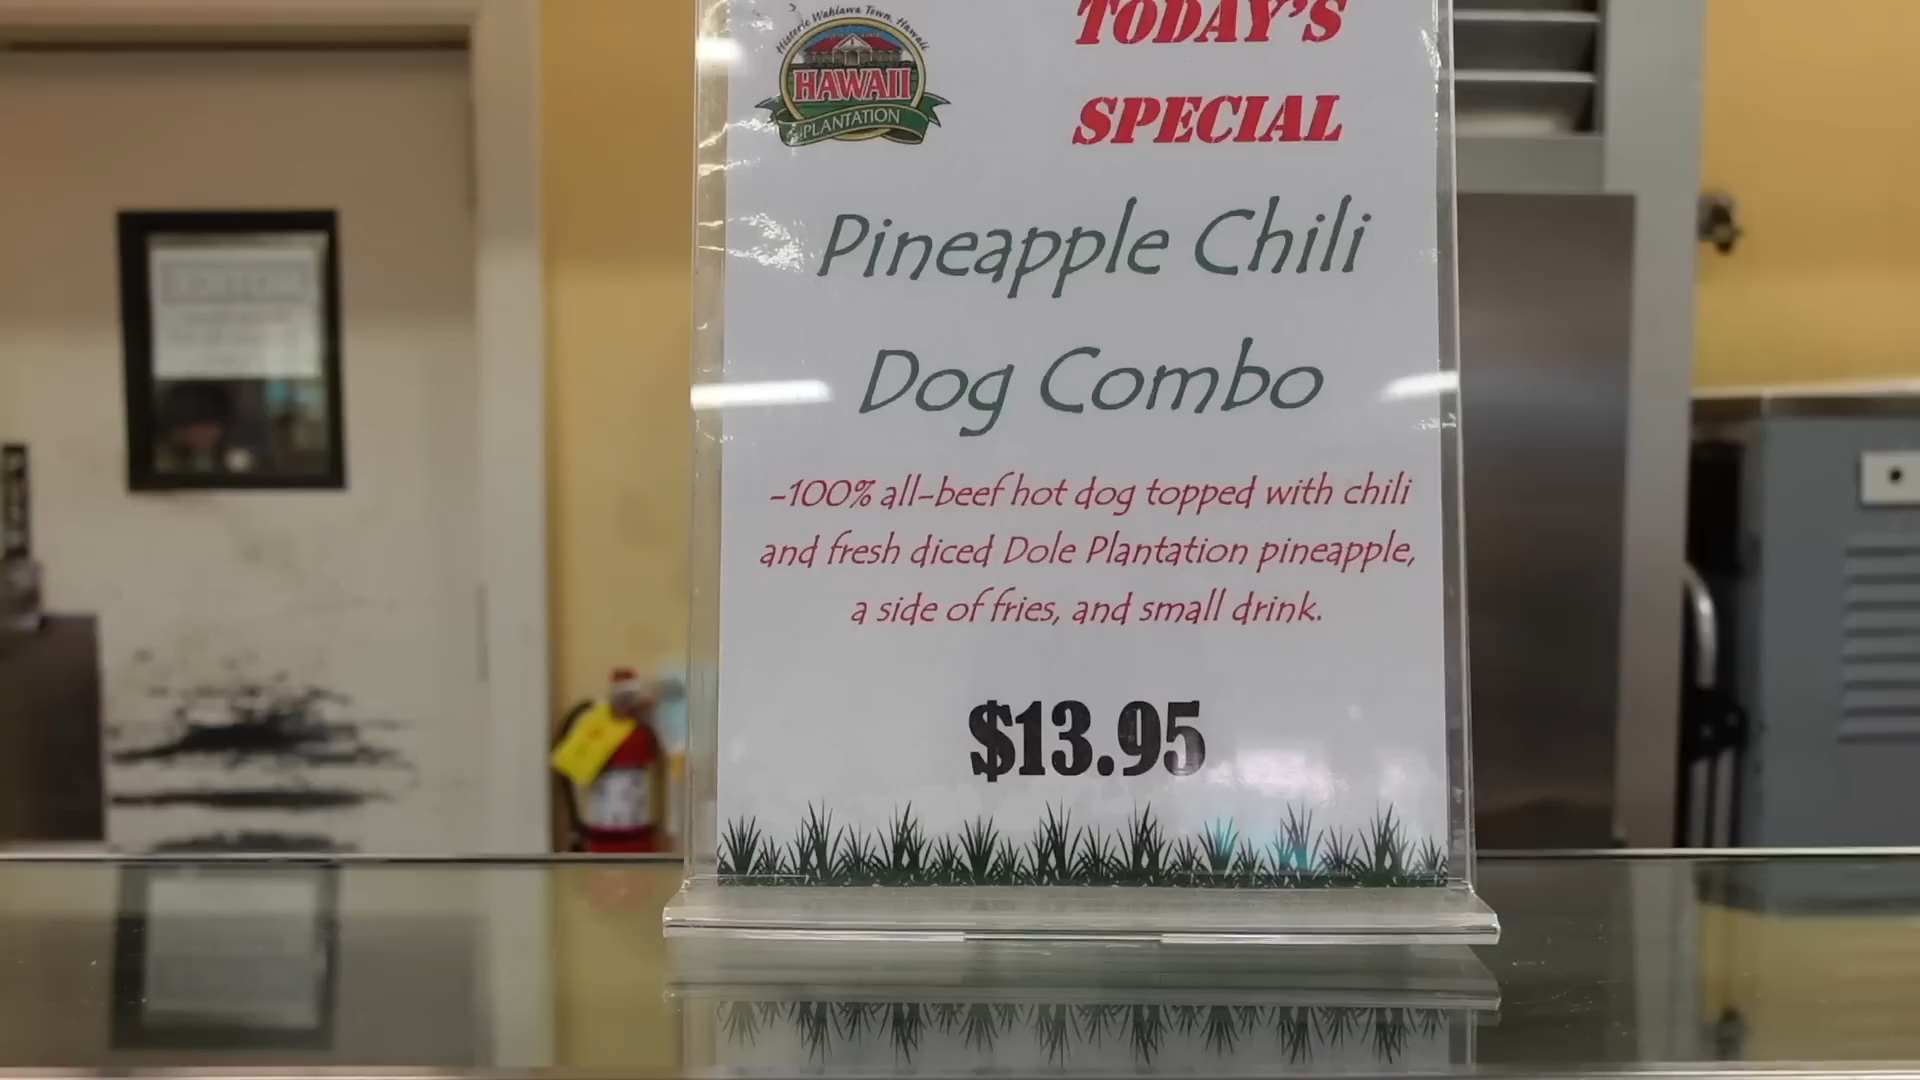 Historic Wahiawa Town, Hawaii
HAWAII
PLANTATION
TODAY'S
SPECIAL
Pineapple Chili
Dog Combo
-100% all-beef hot dog topped with chili
and fresh diced Dole Plantation pineapple,
a side of fries, and small drink.
$13.95